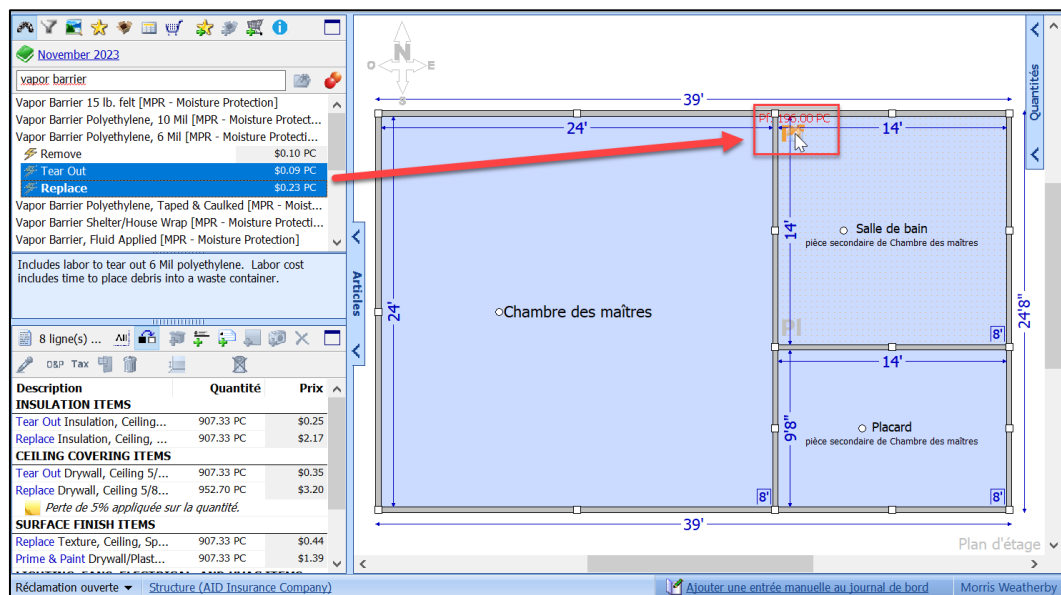 November 2023
vapor barrier
Vapor Barrier 15 lb. felt [MPR - Moisture Protection]
Vapor Barrier Polyethylene, 10 Mil [MPR - Moisture Protect...
Vapor Barrier Polyethylene, 6 Mil [MPR - Moisture Protecti...
Remove $0.10 PC
Tear Out $0.09 PC
Replace $0.23 PC
Vapor Barrier Polyethylene, Taped & Caulked [MPR - Moist...
Vapor Barrier Shelter/House Wrap [MPR - Moisture Protecti...
Vapor Barrier, Fluid Applied [MPR - Moisture Protection]
Includes labor to tear out 6 Mil polyethylene. Labor cost
includes time to place debris into a waste container.
8 ligne(s) ... All
O&P Tax
Description Quantité Prix
INSULATION ITEMS
Tear Out Insulation, Ceiling... 907.33 PC $0.25
Replace Insulation, Ceiling, ... 907.33 PC $2.17
CEILING COVERING ITEMS
Tear Out Drywall, Ceiling 5/... 907.33 PC $0.35
Replace Drywall, Ceiling 5/8... 952.70 PC $3.20
Perte de 5% appliquée sur la quantité.
SURFACE FINISH ITEMS
Replace Texture, Ceiling, Sp... 907.33 PC $0.44
Prime & Paint Drywall/Plast... 907.33 PC $1.39
Articles
Quantités
N
O
E
S
39'
24'
14'
Pl. 196.00 PC
24'
14'
Salle de bain
pièce secondaire de Chambre des maîtres
Chambre des maîtres
Pl
8'
24'8"
14'
9'8"
Placard
pièce secondaire de Chambre des maîtres
8'
8'
39'
Plan d'étage
Réclamation ouverte
Structure (AID Insurance Company)
Ajouter une entrée manuelle au journal de bord
Morris Weatherby